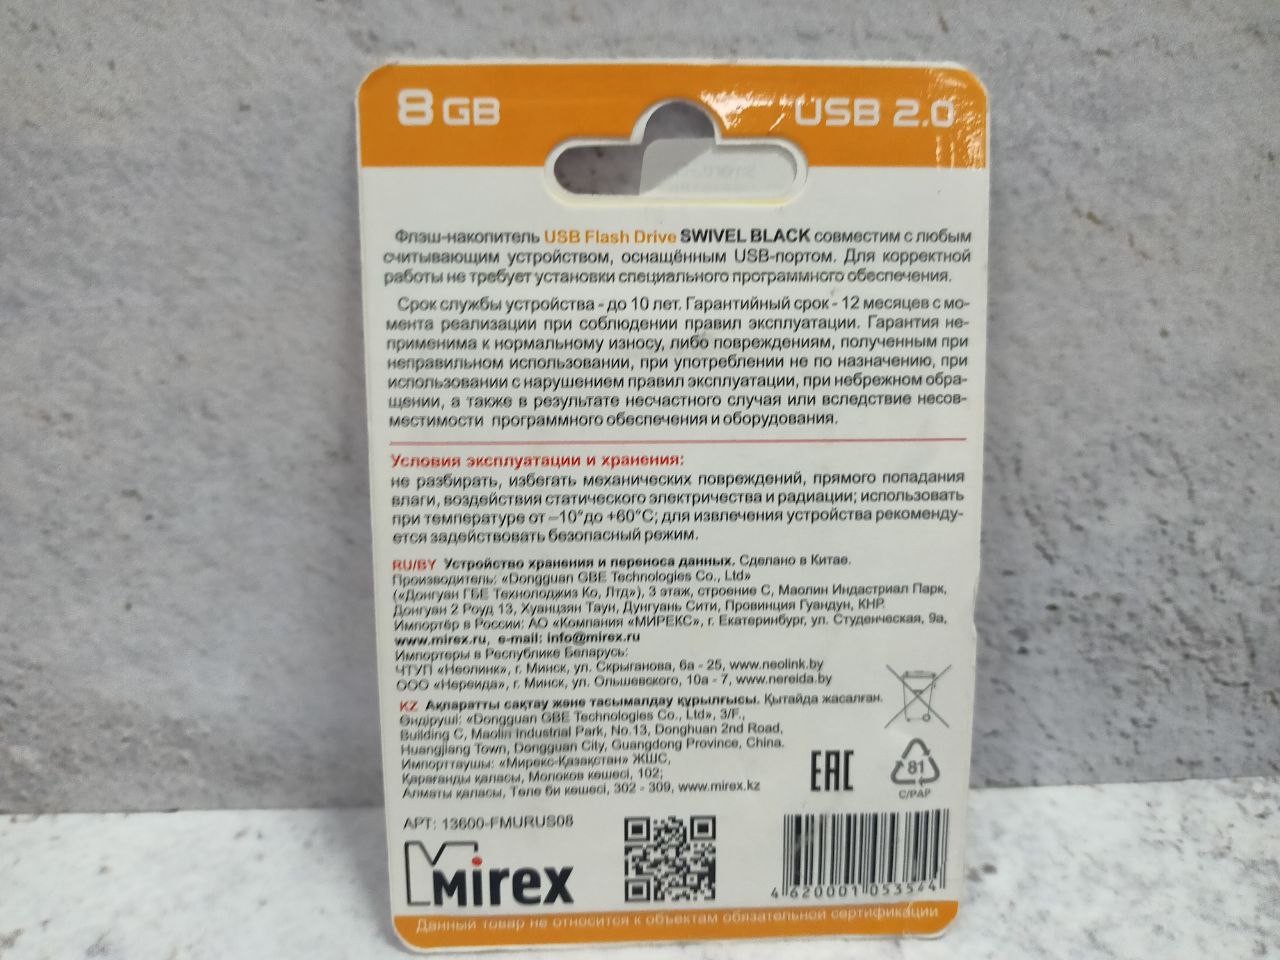 8 GB
USB 2.0
Флэш-накопитель USB Flash Drive SWIVEL BLACK совместим с любым
считывающим устройством, оснащённым USB-портом. Для корректной
работы не требует установки специального программного обеспечения.
Срок службы устройства - до 10 лет. Гарантийный срок - 12 месяцев с мо-
мента реализации при соблюдении правил эксплуатации. Гарантия не-
применима к нормальному износу, либо повреждениям, полученным при
неправильном использовании, при употреблении не по назначению, при
использовании с нарушением правил эксплуатации, при небрежном обра-
щении, а также в результате несчастного случая или вследствие несов-
местимости программного обеспечения и оборудования.
Условия эксплуатации и хранения:
не разбирать, избегать механических повреждений, прямого попадания
влаги, воздействия статического электричества и радиации; использовать
при температуре от –10°до +60°С; для извлечения устройства рекоменду-
ется задействовать безопасный режим.
RU/BY Устройство хранения и переноса данных. Сделано в Китае.
Производитель: «Dongguan GBE Technologies Co., Ltd»
(«Донгуан ГБЕ Технолоджиз Ко, Лтд»), 3 этаж, строение С, Маолин Индастриал Парк,
Донгуан 2 Роуд 13, Хуанцзян Таун, Дунгуань Сити, Провинция Гуандун, КНР.
Импортёр в России: АО «Компания «МИРЕКС», г. Екатеринбург, ул. Студенческая, 9а,
www.mirex.ru, e-mail: info@mirex.ru
Импортеры в Республике Беларусь:
ЧТУП «Неолинк», г. Минск, ул. Скрыганова, 6а - 25, www.neolink.by
ООО «Нереида», г. Минск, ул. Ольшевского, 10а - 7, www.nereida.by
KZ Ақпаратты сақтау және тасымалдау құрылғысы. Қытайда жасалған.
Өндіруші: «Dongguan GBE Technologies Co., Ltd», 3/F.,
Building C, Maolin Industrial Park, No.13, Donghuan 2nd Road,
Huangjiang Town, Dongguan City, Guangdong Province, China.
Импорттаушы: «Мирекс-Қазақстан» ЖШС,
Қарағанды қаласы, Молоков көшесі, 102;
Алматы қаласы, Төле би көшесі, 302 - 309, www.mirex.kz
EAC
81
C/PAP
АРТ: 13600-FMURUS08
Mirex
4 620001 053544
Данный товар не относится к объектам обязательной сертификации